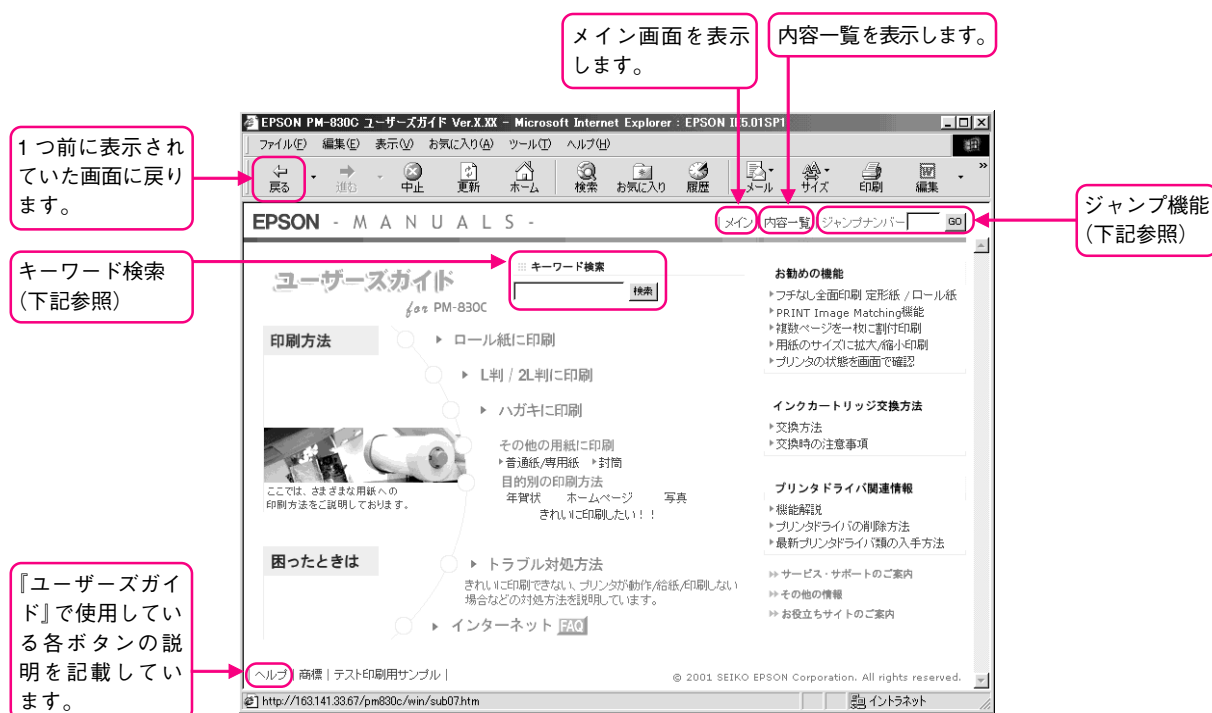 メイン画面を表示
します。
内容一覧を表示します。
1つ前に表示され
ていた画面に戻り
ます。
キーワード検索
(下記参照)
ジャンプ機能
(下記参照)
『ユーザーズガイ
ド』で使用してい
る各ボタンの説
明を記載してい
ます。
EPSON PM-830C ユーザーズガイド Ver.X.XX - Microsoft Internet Explorer : EPSON IE5.01SP1
ファイル(F) 編集(E) 表示(V) お気に入り(A) ツール(T) ヘルプ(H)
戻る 進む 中止 更新 ホーム 検索 お気に入り 履歴 メール サイズ 印刷 編集 »
EPSON - MANUALS - | メイン | 内容一覧 | ジャンプナンバー GO
ユーザーズガイド
for PM-830C
キーワード検索
検索
印刷方法
ロール紙に印刷
L判 / 2L判に印刷
ハガキに印刷
その他の用紙に印刷
普通紙/専用紙 封筒
目的別の印刷方法
年賀状 ホームページ 写真
きれいに印刷したい！！
ここでは、さまざまな用紙への
印刷方法をご説明しております。
困ったときは
トラブル対処方法
きれいに印刷できない、プリンタが動作/給紙/印刷しない
場合などの対処方法を説明しています。
インターネット FAQ
お勧めの機能
フチなし全面印刷 定形紙 / ロール紙
PRINT Image Matching機能
複数ページを一枚に割付印刷
用紙のサイズに拡大/縮小印刷
プリンタの状態を画面で確認
インクカートリッジ交換方法
交換方法
交換時の注意事項
プリンタドライバ関連情報
機能解説
プリンタドライバの削除方法
最新プリンタドライバ類の入手方法
サービス・サポートのご案内
その他の情報
お役立ちサイトのご案内
| ヘルプ | 商標 | テスト印刷用サンプル |
© 2001 SEIKO EPSON Corporation. All rights reserved.
http://163.141.33.67/pm830c/win/sub07.htm
イントラネット